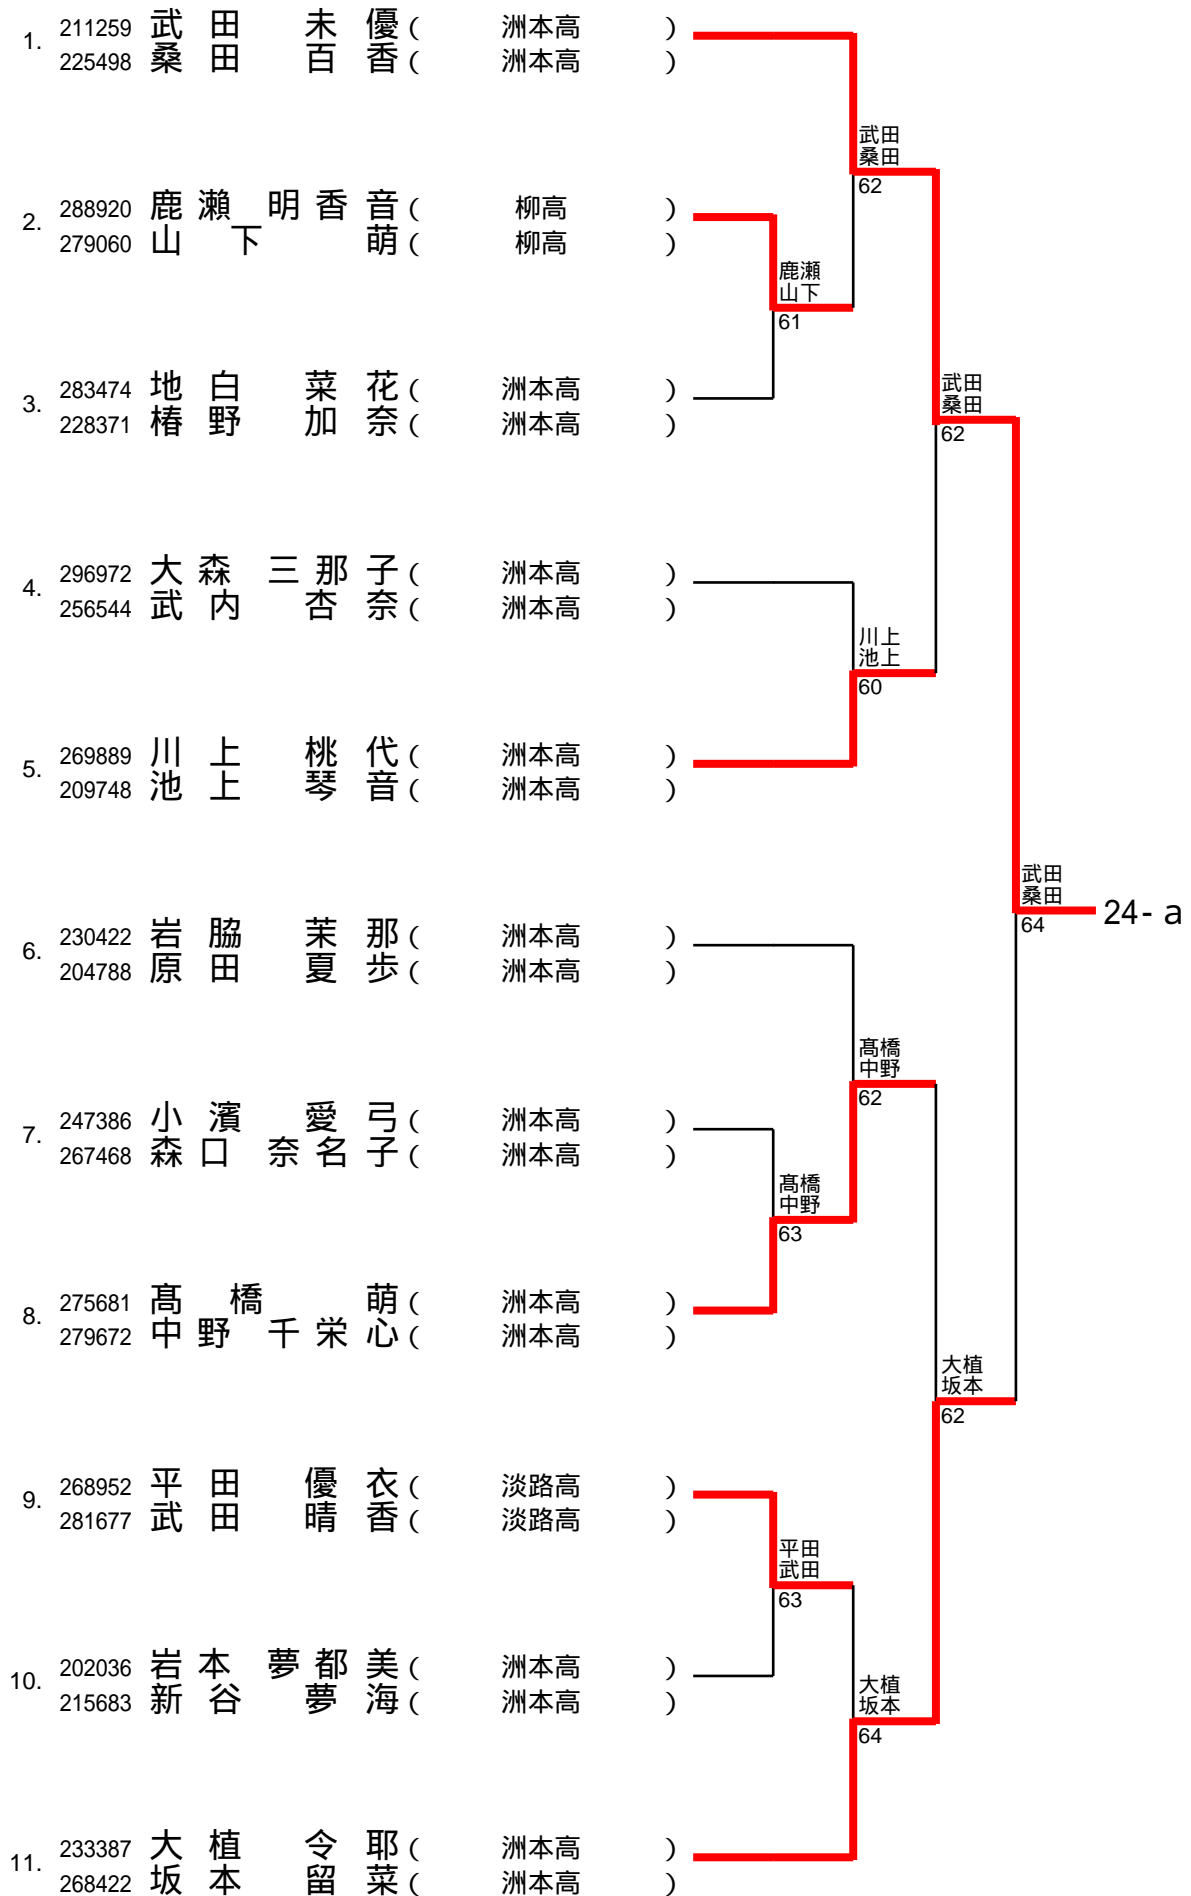 1. 211259 武田 未優 ( 洲本高 )
225498 桑田 百香 ( 洲本高 )
武田
桑田
62
2. 288920 鹿瀬 明香音 ( 柳高 )
279060 山下 萌 ( 柳高 )
鹿瀬
山下
61
3. 283474 地白 菜花 ( 洲本高 )
228371 椿野 加奈 ( 洲本高 )
武田
桑田
62
4. 296972 大森 三那子 ( 洲本高 )
256544 武内 杏奈 ( 洲本高 )
川上
池上
60
5. 269889 川上 桃代 ( 洲本高 )
209748 池上 琴音 ( 洲本高 )
武田
桑田
64
24- a
6. 230422 岩脇 茉那 ( 洲本高 )
204788 原田 夏歩 ( 洲本高 )
髙橋
中野
62
7. 247386 小濱 愛弓 ( 洲本高 )
267468 森口 奈名子 ( 洲本高 )
髙橋
中野
63
8. 275681 髙橋 萌 ( 洲本高 )
279672 中野 千栄心 ( 洲本高 )
大植
坂本
62
9. 268952 平田 優衣 ( 淡路高 )
281677 武田 晴香 ( 淡路高 )
平田
武田
63
10. 202036 岩本 夢都美 ( 洲本高 )
215683 新谷 夢海 ( 洲本高 )
大植
坂本
64
11. 233387 大植 令耶 ( 洲本高 )
268422 坂本 留菜 ( 洲本高 )